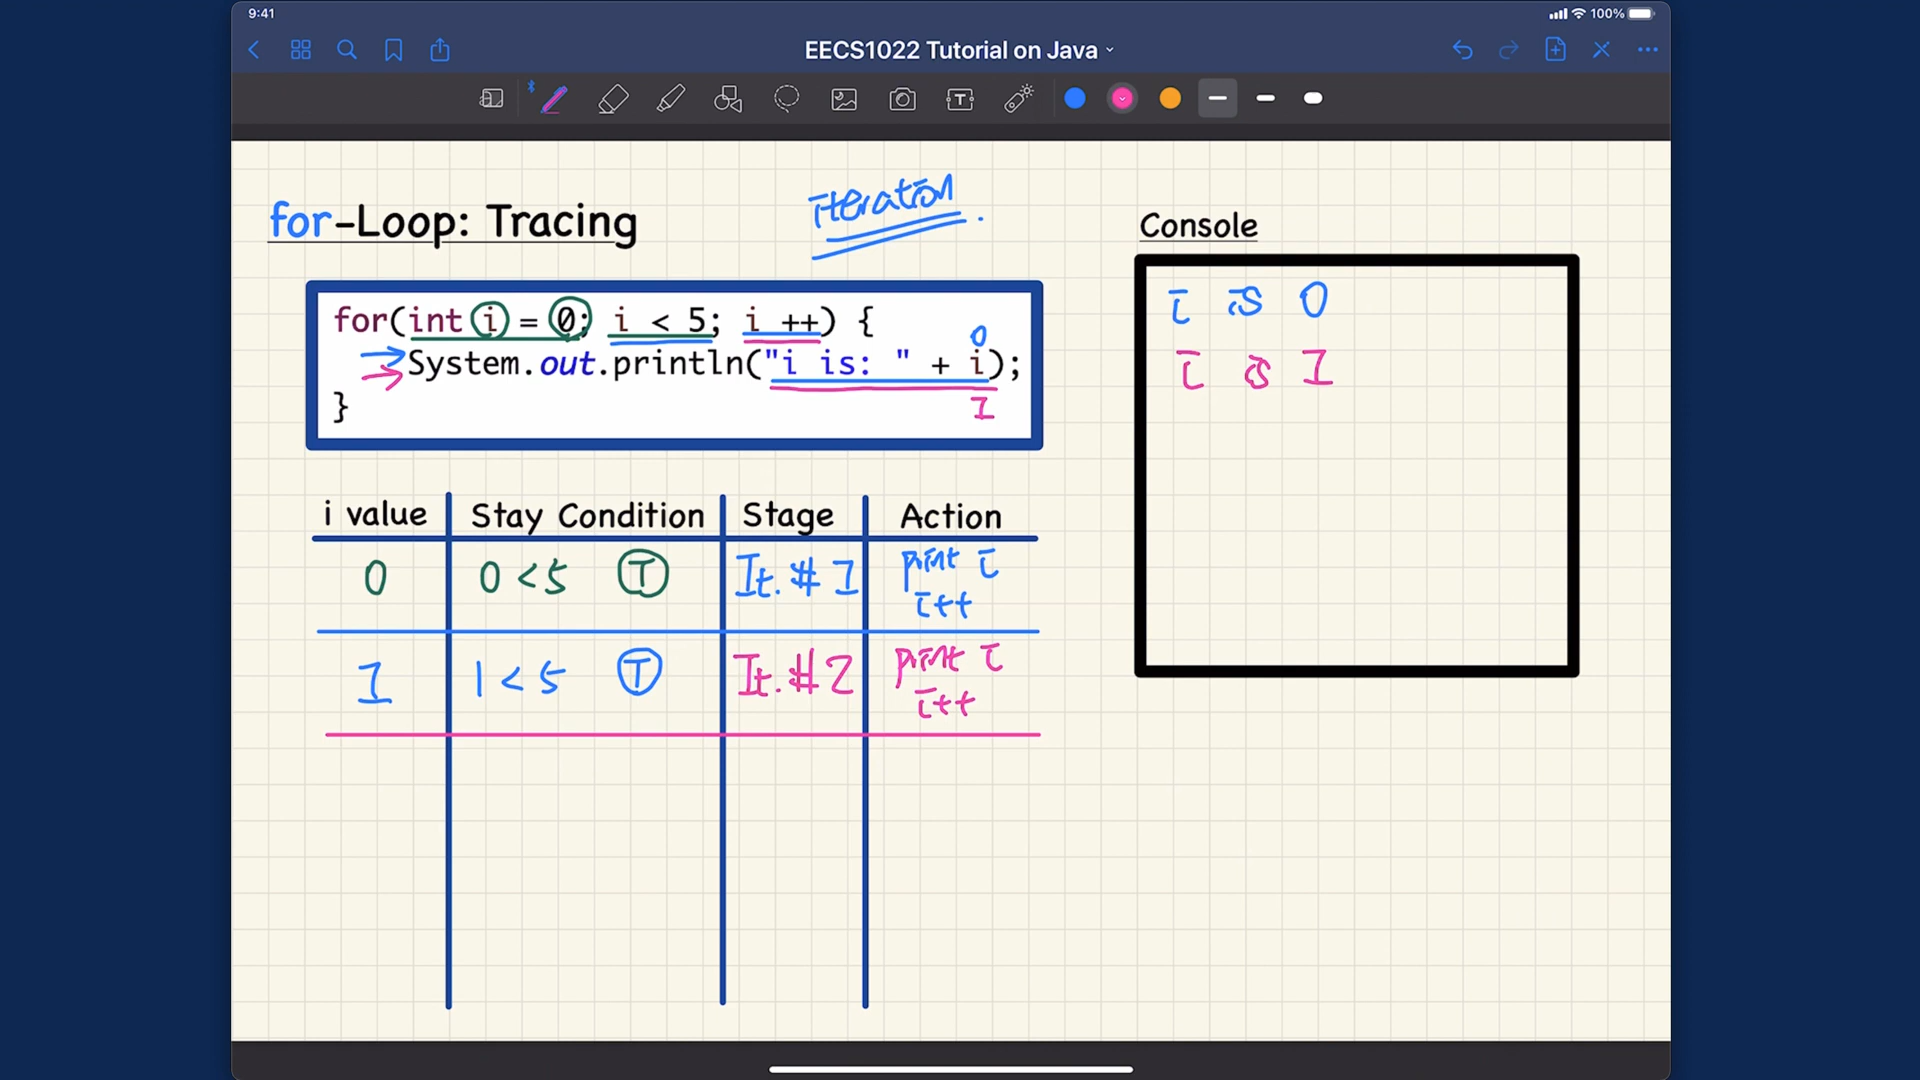 9:41
100%
EECS1022 Tutorial on Java
T
for-Loop: Tracing
iteration.
for(int i = 0; i < 5; i ++) {
0
System.out.println("i is: " + i);
1
}
i value Stay Condition Stage Action
0 0 < 5 T It. # 1 print i
i++
1 1 < 5 T It. # 2 print i
i++
Console
i is 0
i is 1